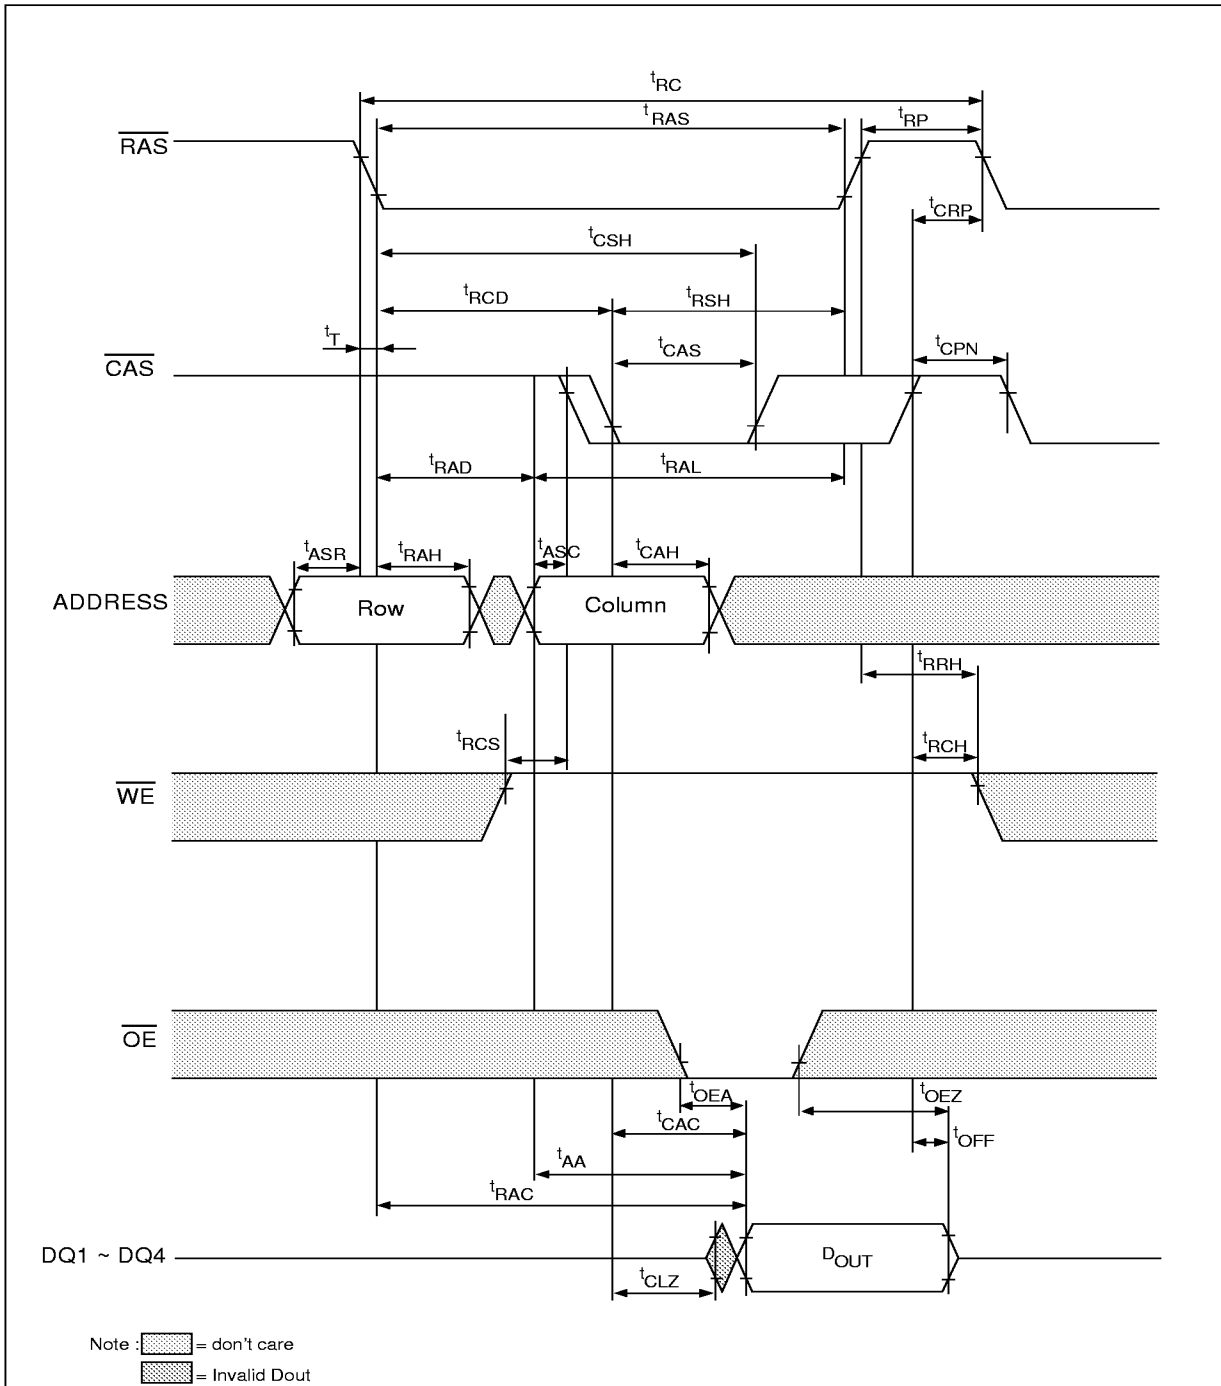 tRC
tRAS
tRP
RAS
tCRP
tCSH
tRCD
tRSH
tT
tCAS
tCPN
CAS
tRAD
tRAL
tASR
tRAH
tASC
tCAH
ADDRESS
Row
Column
tRRH
tRCS
tRCH
WE
OE
tOEA
tOEZ
tCAC
tOFF
tAA
tRAC
DQ1 ~ DQ4
DOUT
tCLZ
Note : = don't care
= Invalid Dout